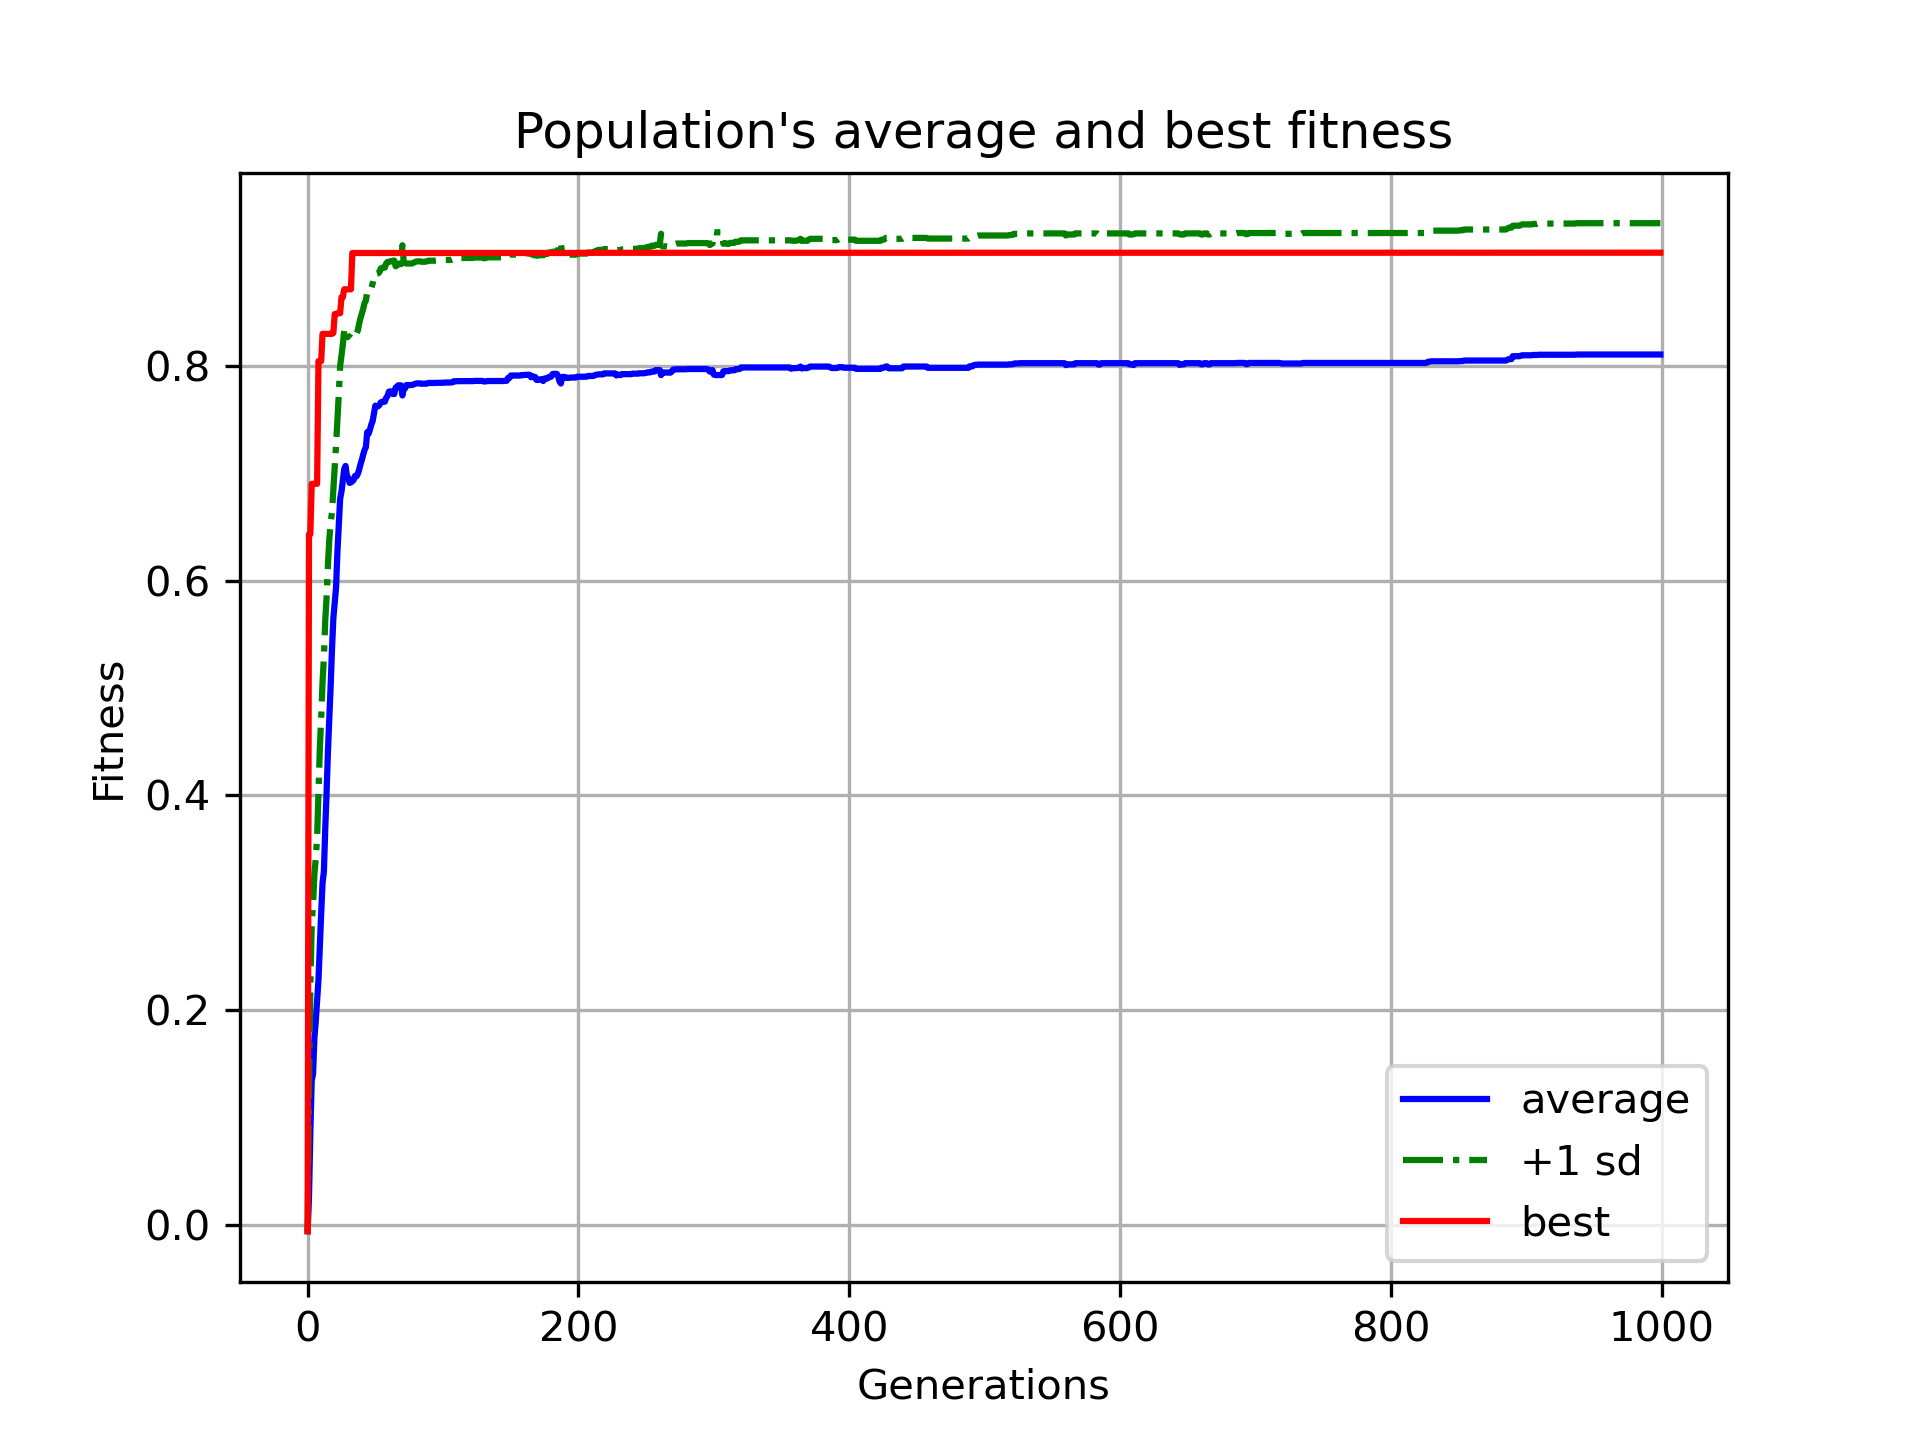 Population's average and best fitness
Fitness
0.8
0.6
0.4
0.2
0.0
0 200 400 600 800 1000
Generations
average
+1 sd
best